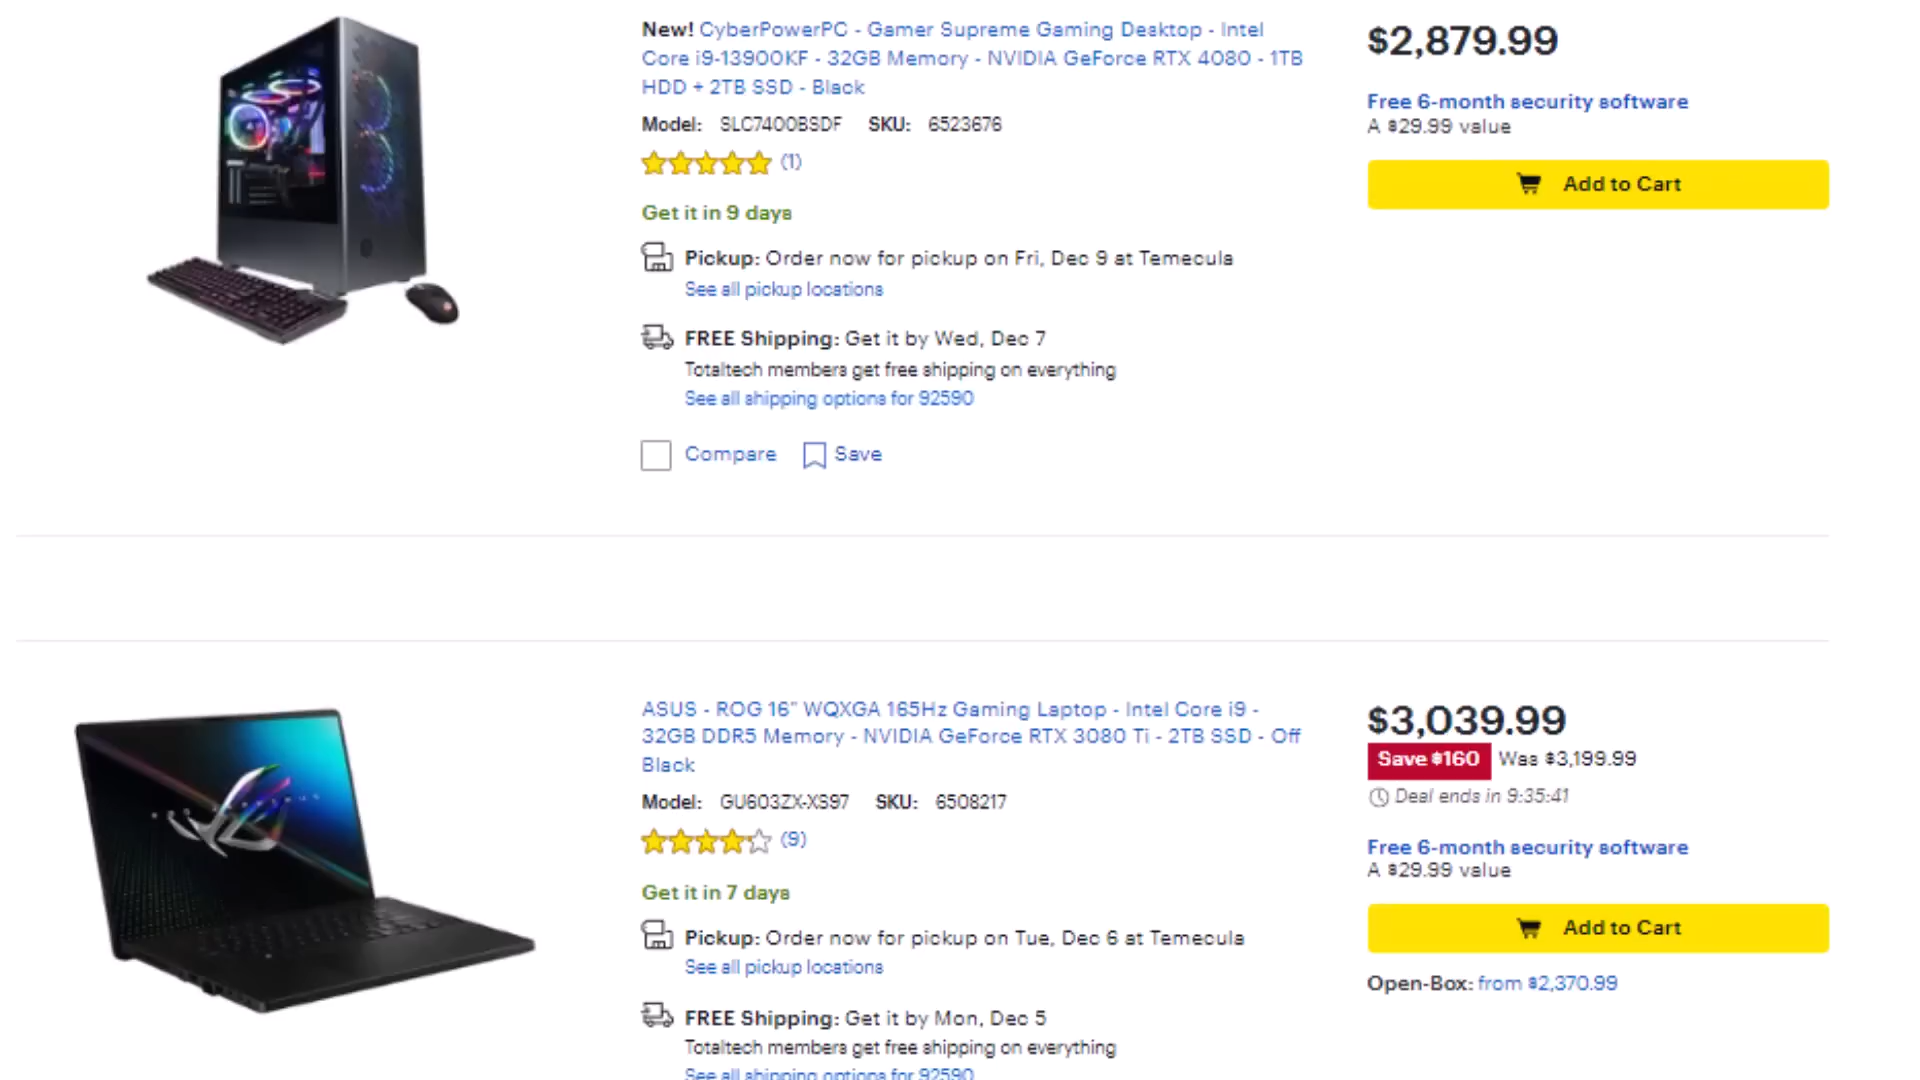 New! CyberPowerPC - Gamer Supreme Gaming Desktop - Intel
Core i9-13900KF - 32GB Memory - NVIDIA GeForce RTX 4080 - 1TB
HDD + 2TB SSD - Black
Model: SLC7400BSDF SKU: 6523676
(1)
Get it in 9 days
Pickup: Order now for pickup on Fri, Dec 9 at Temecula
See all pickup locations
FREE Shipping: Get it by Wed, Dec 7
Totaltech members get free shipping on everything
See all shipping options for 92590
Compare Save
$2,879.99
Free 6-month security software
A $29.99 value
Add to Cart
ASUS - ROG 16" WQXGA 165Hz Gaming Laptop - Intel Core i9 -
32GB DDR5 Memory - NVIDIA GeForce RTX 3080 Ti - 2TB SSD - Off
Black
Model: GU603ZX-XS97 SKU: 6508217
(9)
Get it in 7 days
Pickup: Order now for pickup on Tue, Dec 6 at Temecula
See all pickup locations
FREE Shipping: Get it by Mon, Dec 5
Totaltech members get free shipping on everything
See all shipping options for 92590
$3,039.99
Save $160 Was $3,199.99
Deal ends in 9:35:41
Free 6-month security software
A $29.99 value
Add to Cart
Open-Box: from $2,370.99